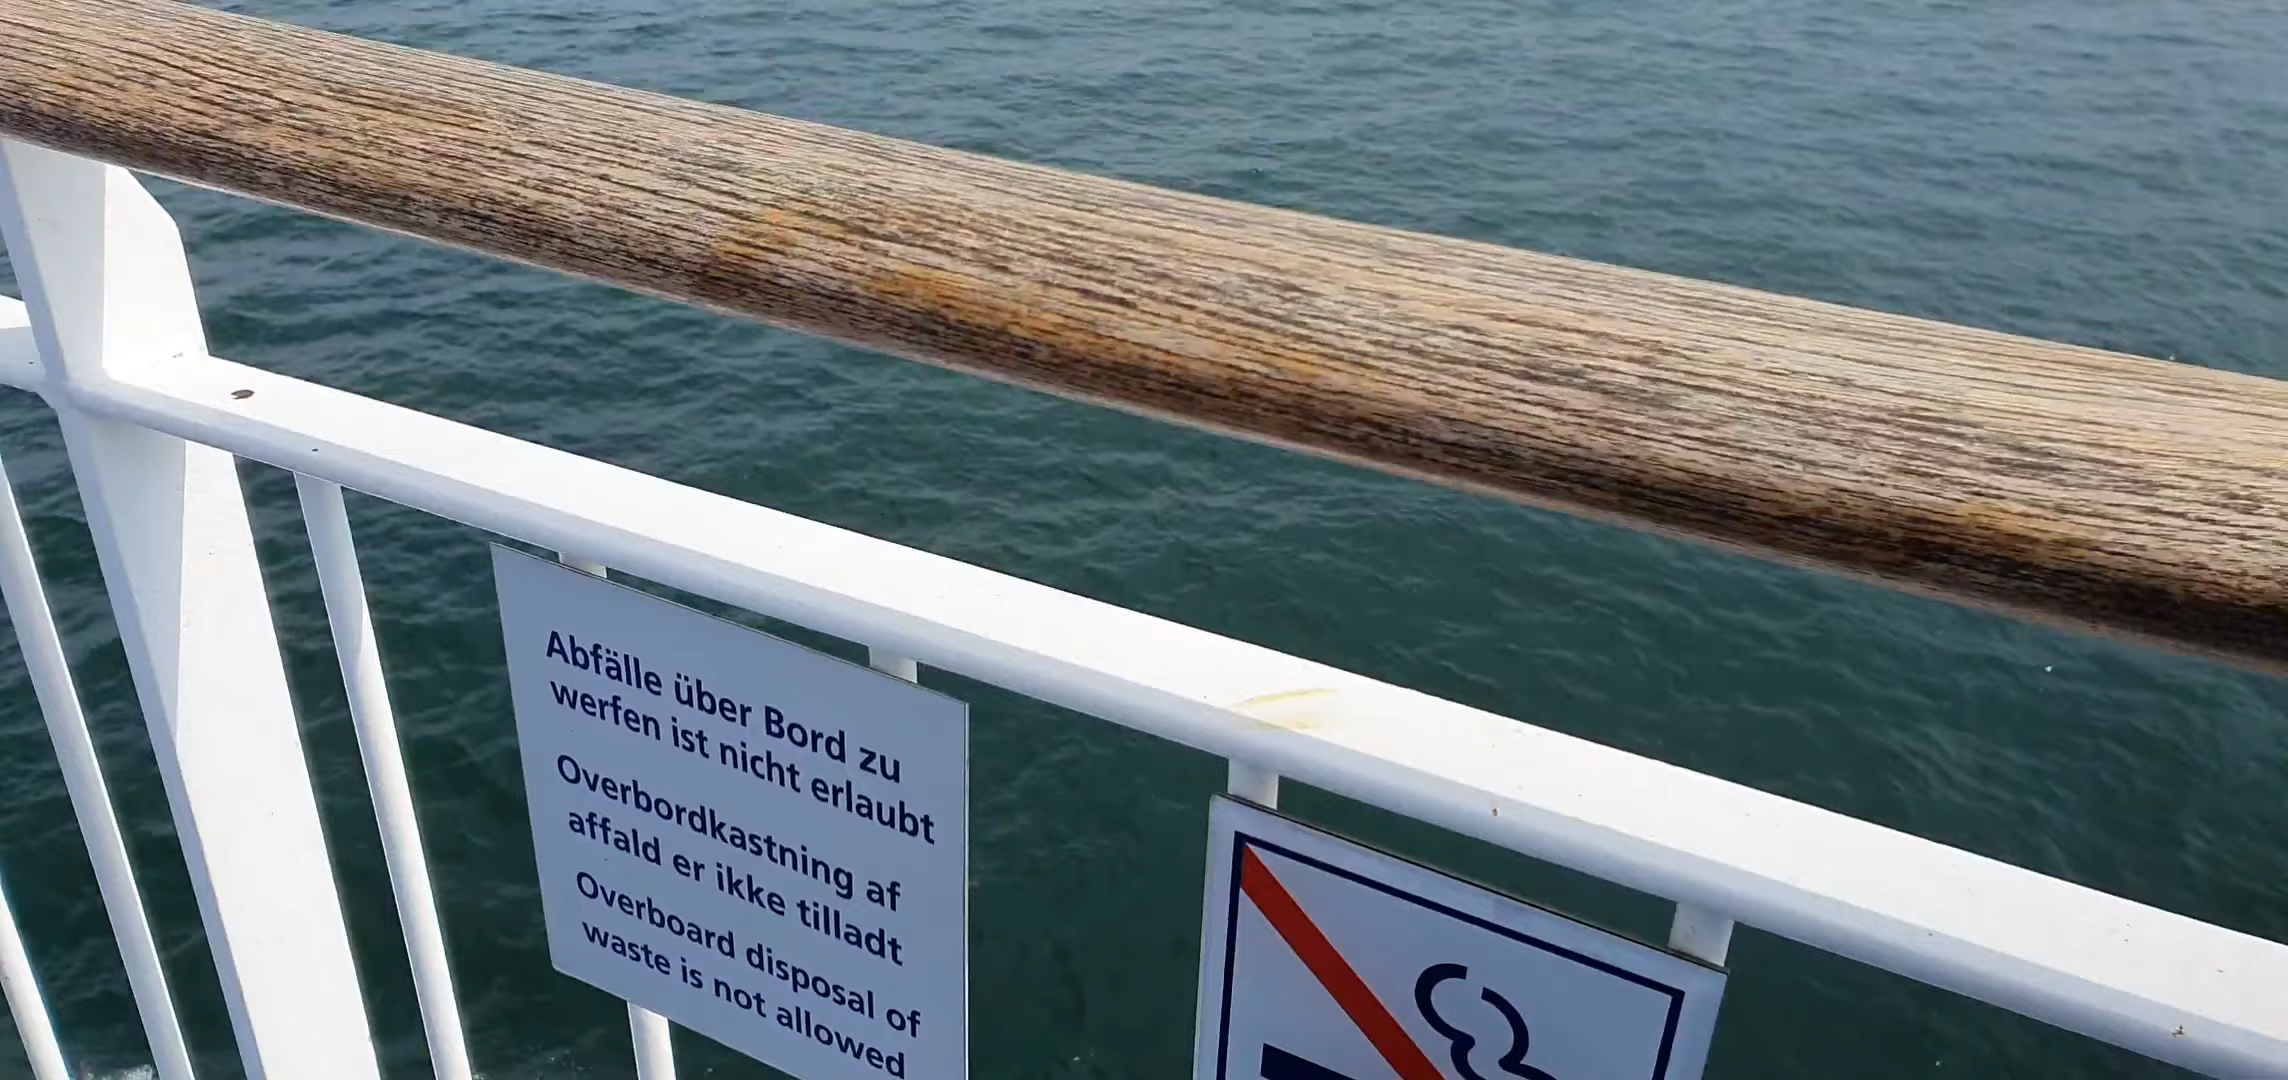 Abfälle über Bord zu
werfen ist nicht erlaubt
Overbordkastning af
affald er ikke tilladt
Overboard disposal of
waste is not allowed